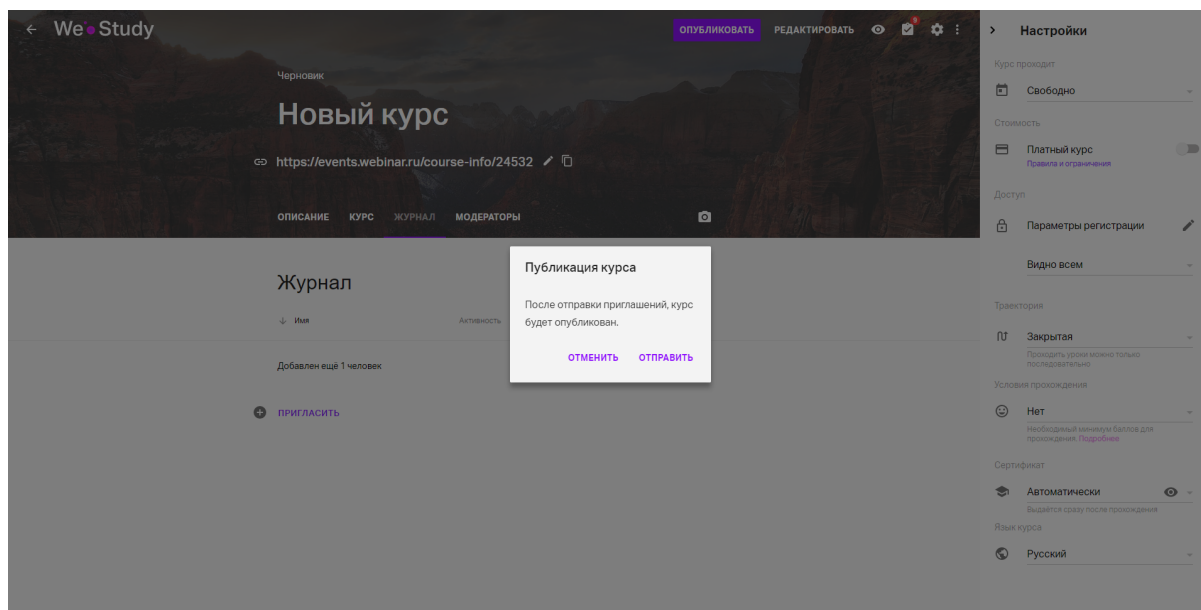 We•Study
ОПУБЛИКОВАТЬ
РЕДАКТИРОВАТЬ
9
Черновик
Новый курс
https://events.webinar.ru/course-info/24532
ОПИСАНИЕ
КУРС
ЖУРНАЛ
МОДЕРАТОРЫ
Журнал
Имя
Активность
Добавлен ещё 1 человек
ПРИГЛАСИТЬ
Публикация курса
После отправки приглашений, курс
будет опубликован.
ОТМЕНИТЬ
ОТПРАВИТЬ
Настройки
Курс проходит
Свободно
Стоимость
Платный курс
Правила и ограничения
Доступ
Параметры регистрации
Видно всем
Траектория
Закрытая
Проходить уроки можно только
последовательно
Условия прохождения
Нет
Необходимый минимум баллов для
прохождения. Подробнее
Сертификат
Автоматически
Выдаётся сразу после прохождения
Язык курса
Русский